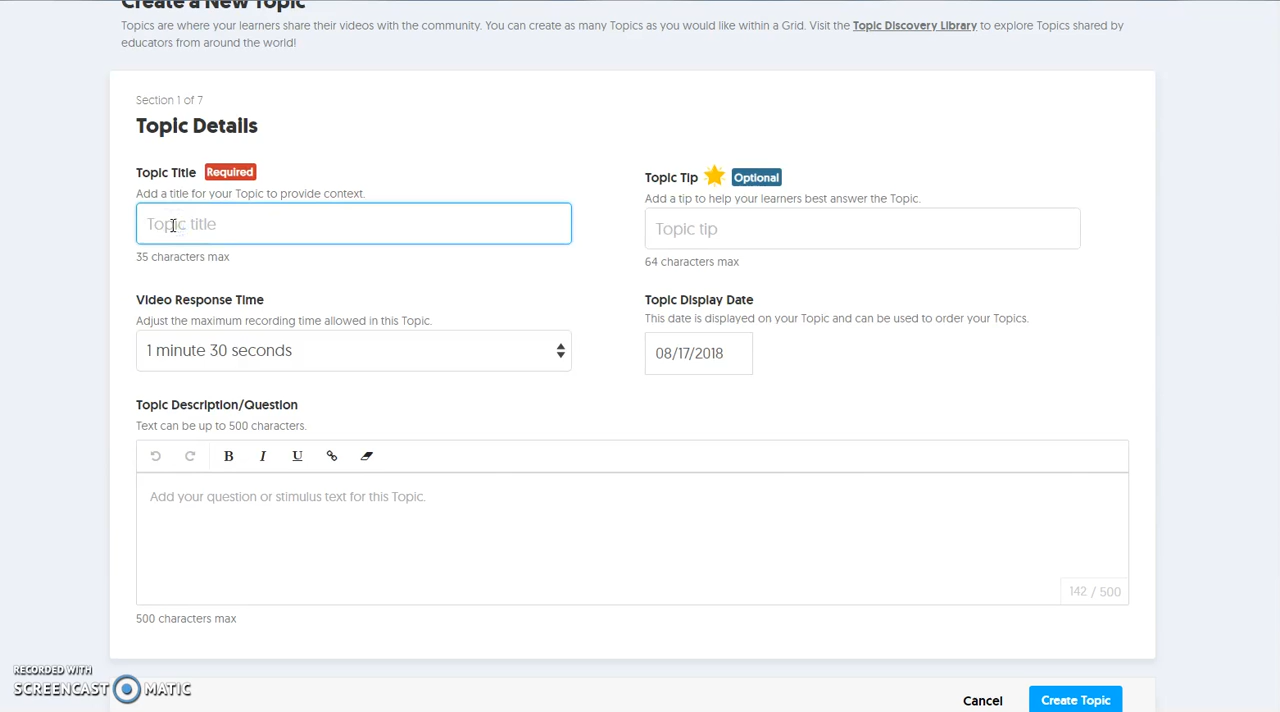 Create a New Topic
Topics are where your learners share their videos with the community. You can create as many Topics as you would like within a Grid. Visit the Topic Discovery Library to explore Topics shared by
educators from around the world!
Section 1 of 7
Topic Details
Topic Title Required
Add a title for your Topic to provide context.
Topic title
35 characters max
Topic Tip Optional
Add a tip to help your learners best answer the Topic.
Topic tip
64 characters max
Video Response Time
Adjust the maximum recording time allowed in this Topic.
1 minute 30 seconds
Topic Display Date
This date is displayed on your Topic and can be used to order your Topics.
08/17/2018
Topic Description/Question
Text can be up to 500 characters.
B I U
Add your question or stimulus text for this Topic.
142 / 500
500 characters max
RECORDED WITH
SCREENCAST MATIC
Cancel Create Topic